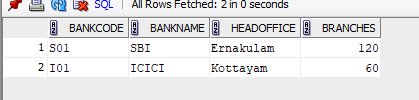 SQL | All Rows Fetched: 2 in 0 seconds
BANKCODE BANKNAME HEADOFFICE BRANCHES
1 S01 SBI Ernakulam 120
2 I01 ICICI Kottayam 60